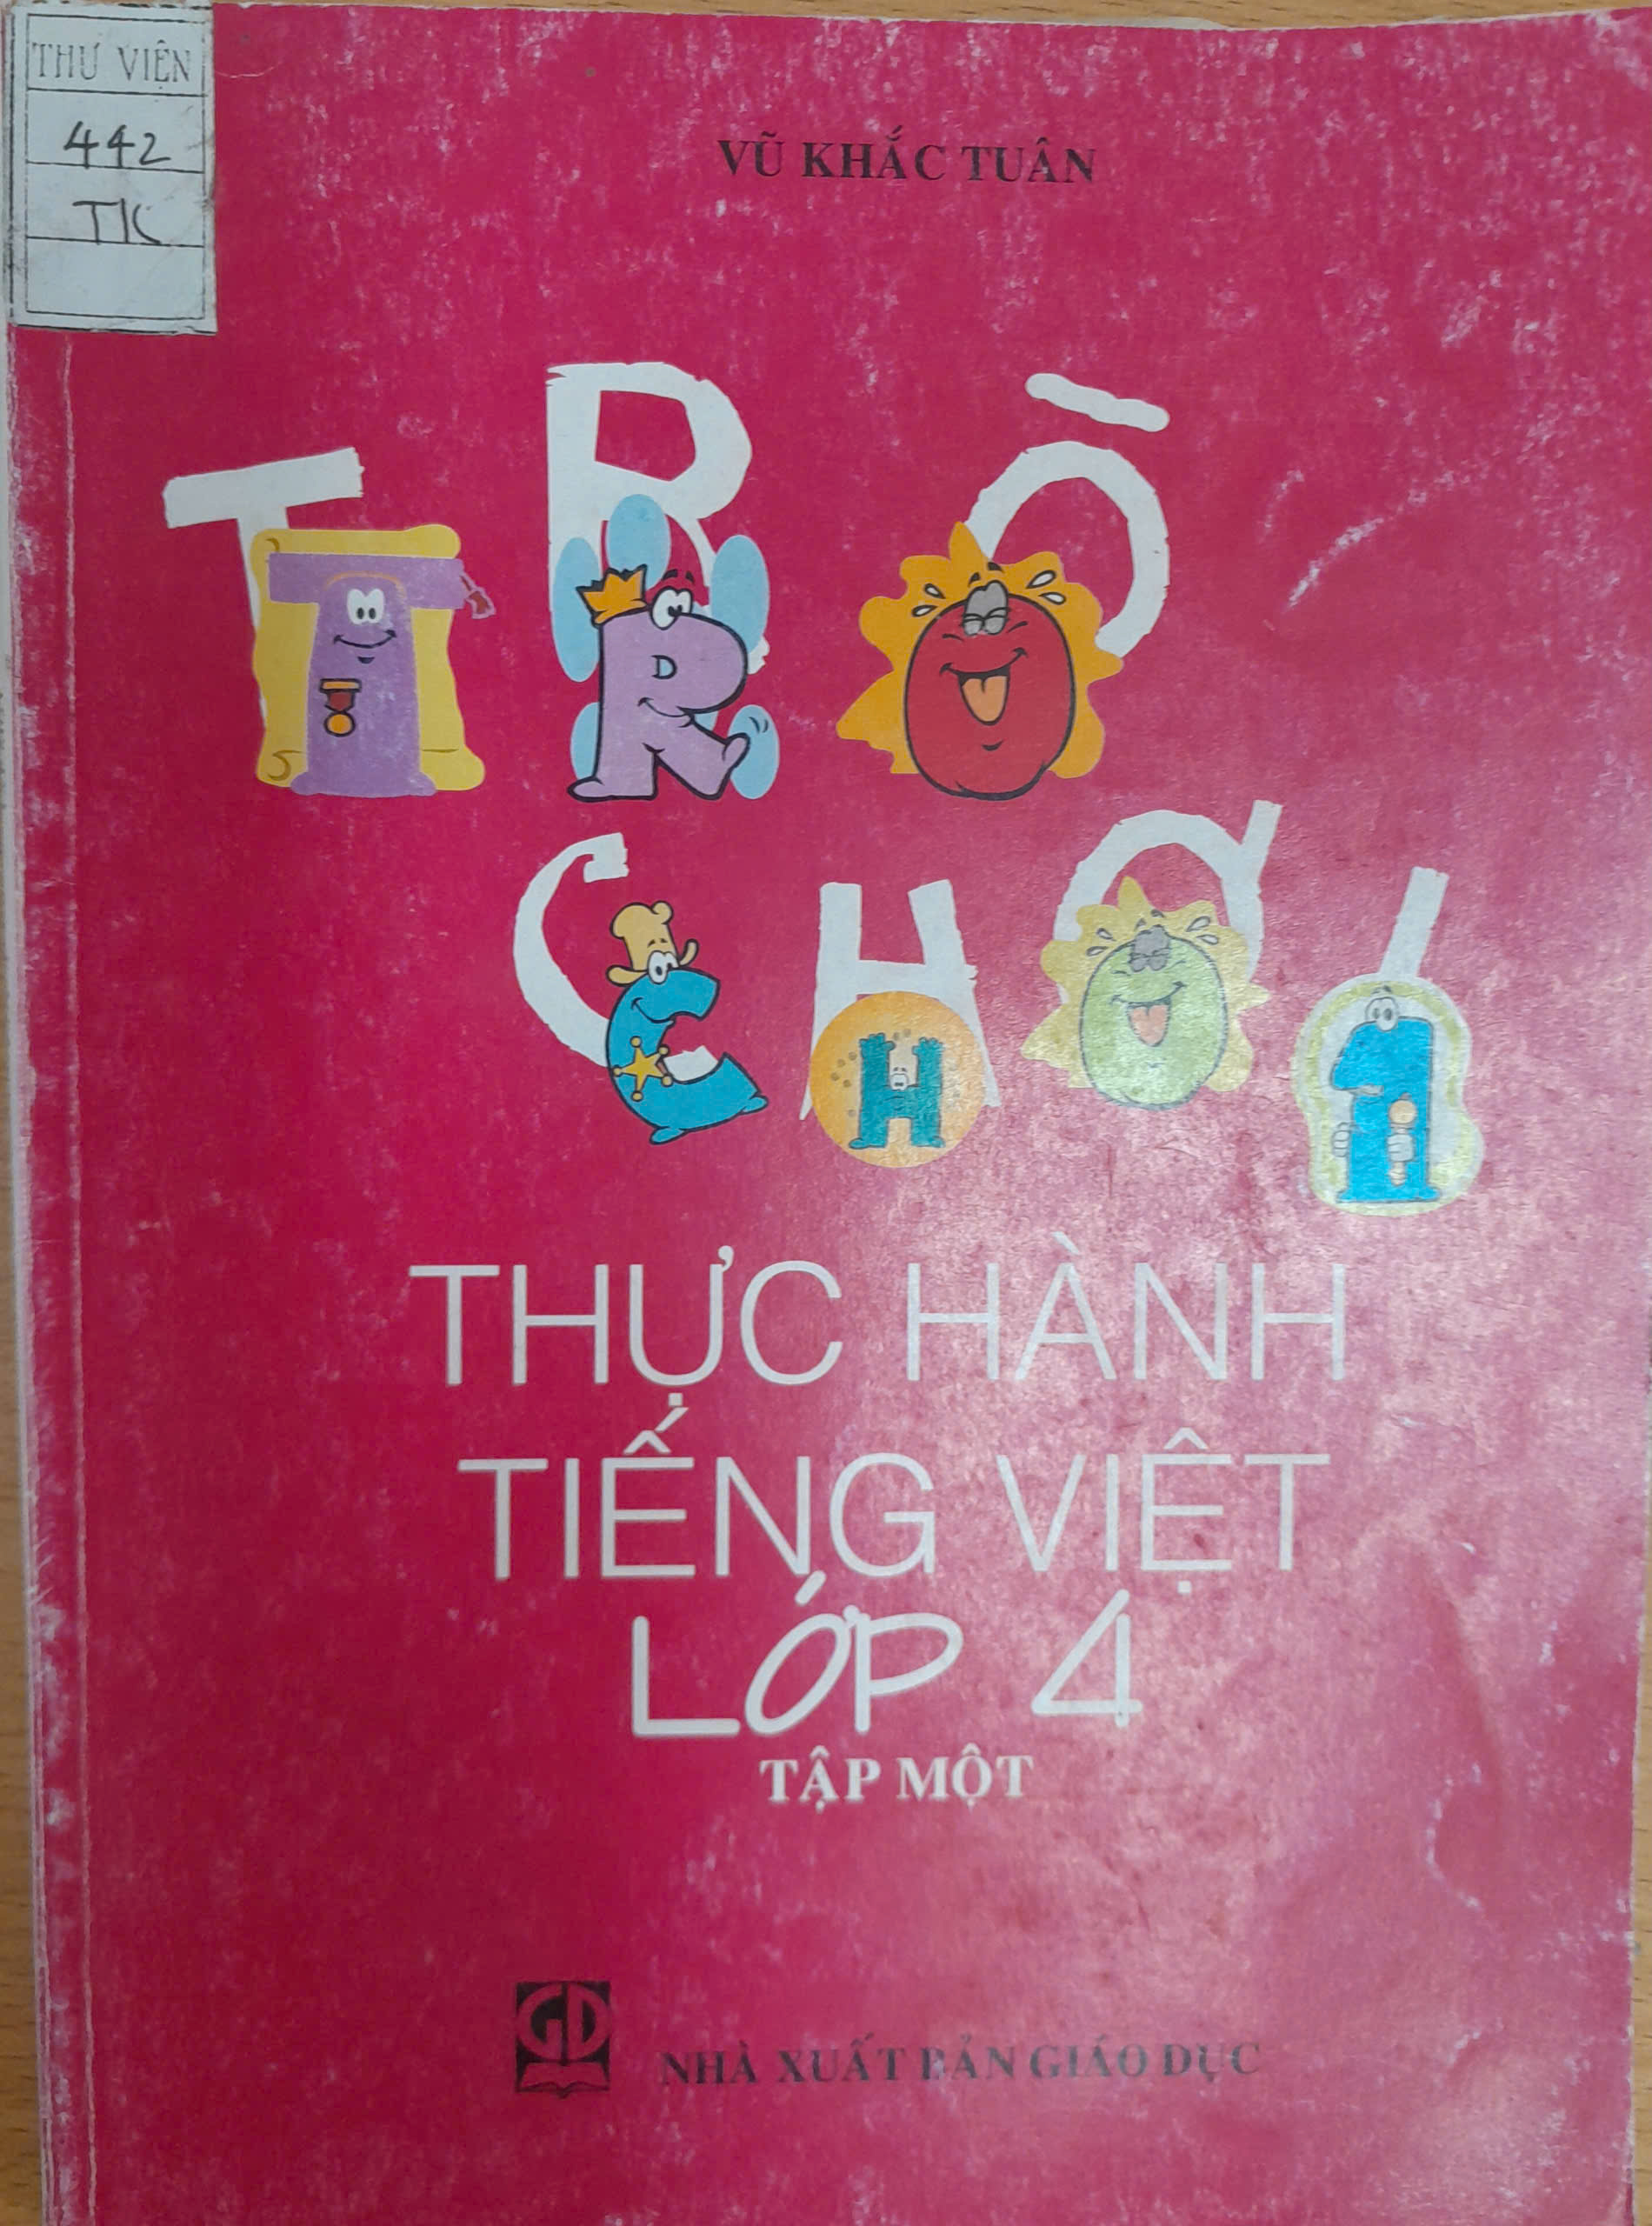 THƯ VIỆN
442
TK
VŨ KHẮC TUÂN
TRÒ
CHƠI
THỰC HÀNH
TIẾNG VIỆT
LỚP 4
TẬP MỘT
GD
NHÀ XUẤT BẢN GIÁO DỤC